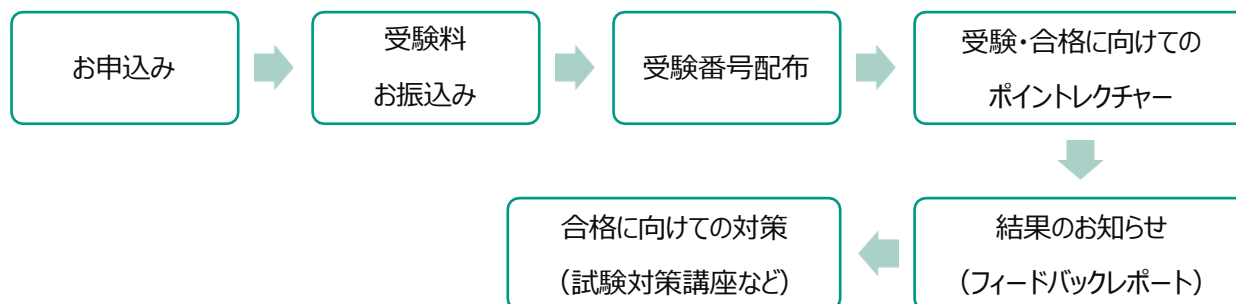 お申込み
受験料
お振込み
受験番号配布
受験・合格に向けての
ポイントレクチャー
結果のお知らせ
（フィードバックレポート）
合格に向けての対策
（試験対策講座など）